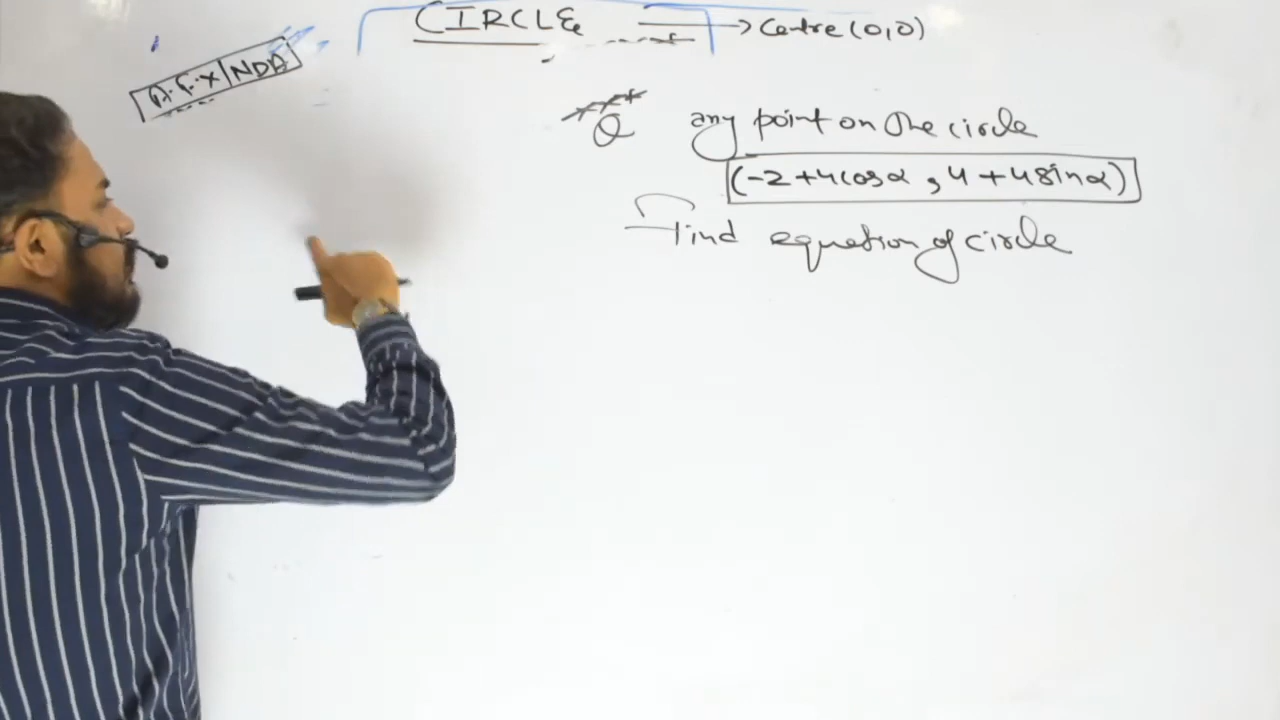 CIRCLE → Centre (0,0)
A.F.X | NDA
Q any point on the circle
(-2+4cosα, 4+4sinα)
Find equation of circle